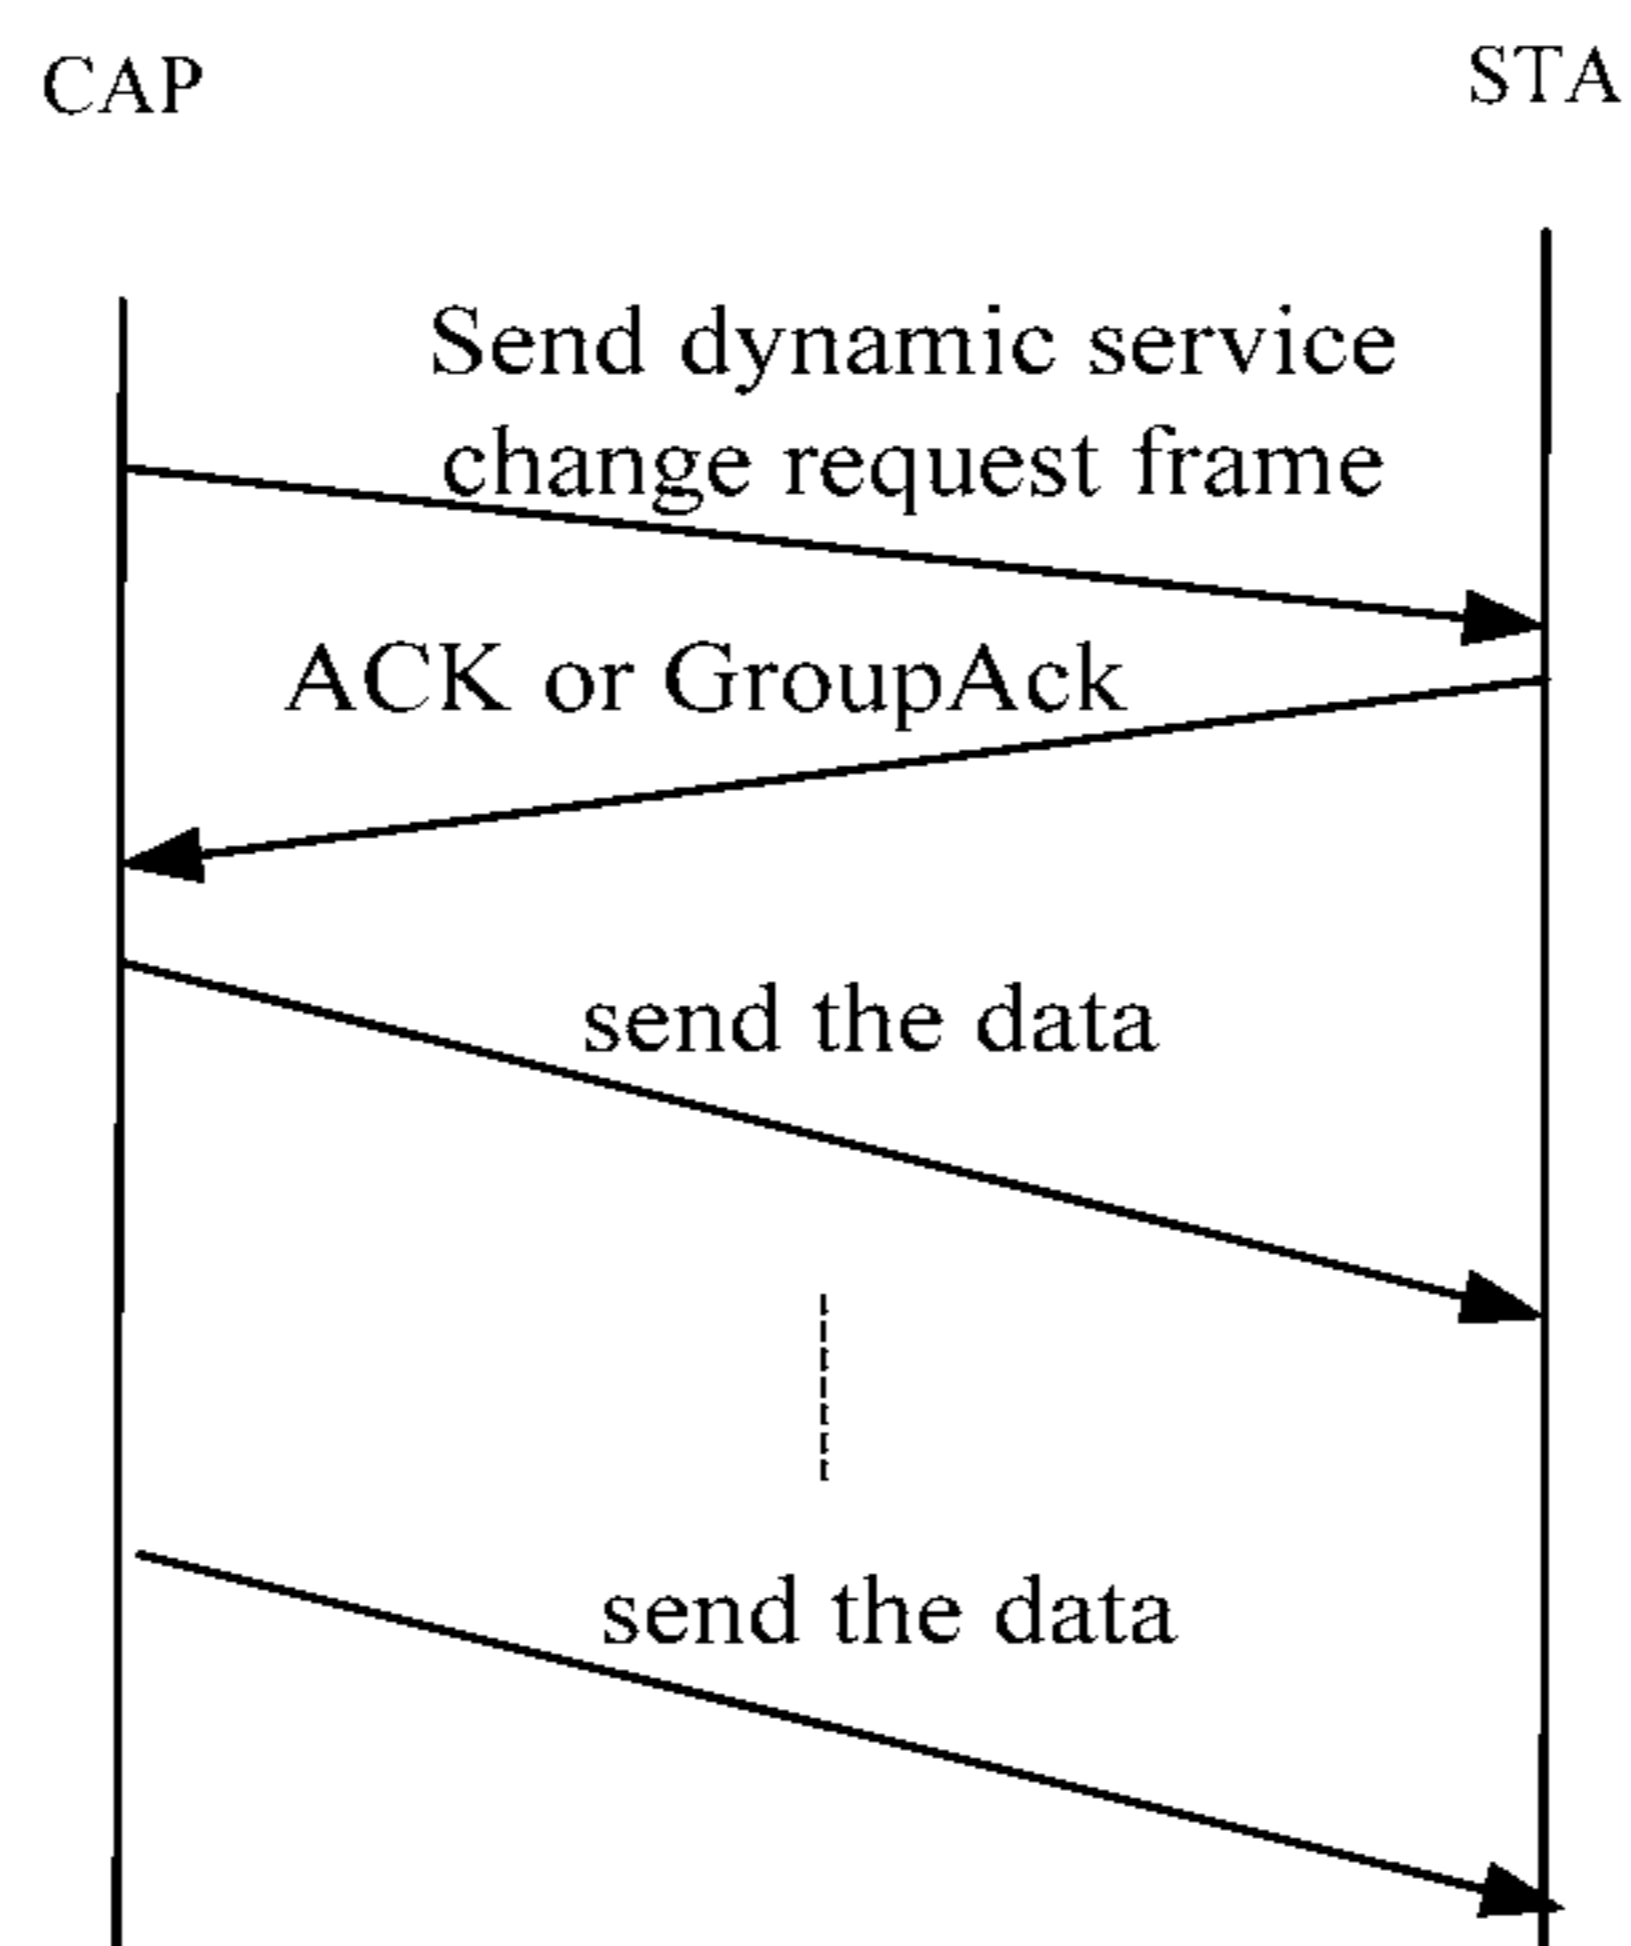 CAP
STA
Send dynamic service
change request frame
ACK or GroupAck
send the data
send the data